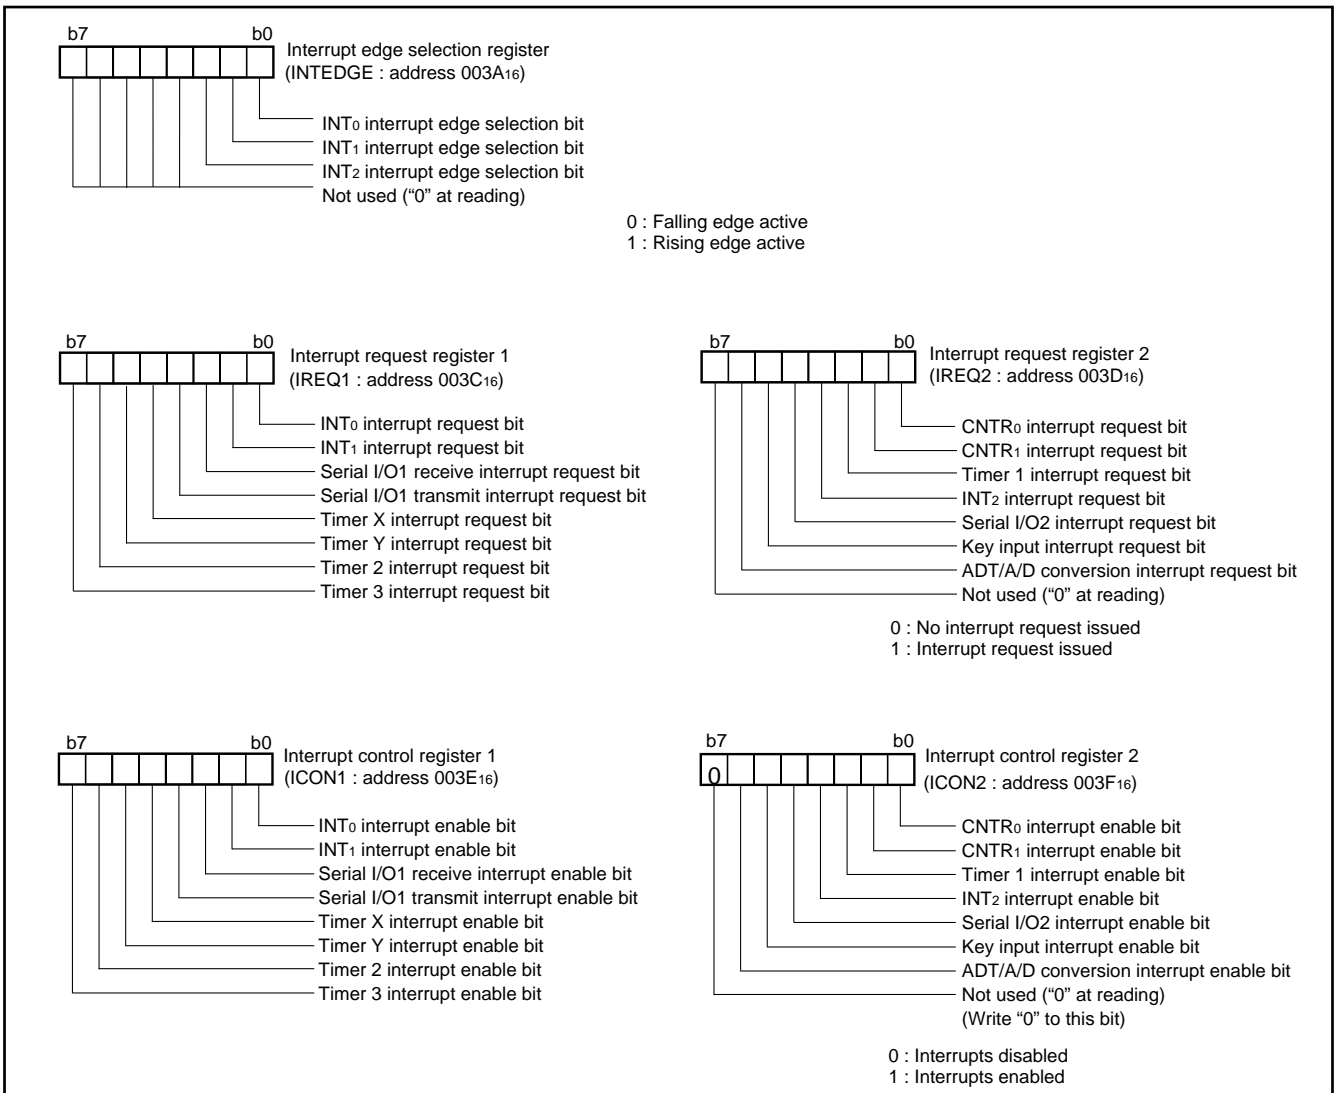 b7 b0
Interrupt edge selection register
(INTEDGE : address 003A16)
INT0 interrupt edge selection bit
INT1 interrupt edge selection bit
INT2 interrupt edge selection bit
Not used (“0” at reading)
0 : Falling edge active
1 : Rising edge active
b7 b0
Interrupt request register 1
(IREQ1 : address 003C16)
INT0 interrupt request bit
INT1 interrupt request bit
Serial I/O1 receive interrupt request bit
Serial I/O1 transmit interrupt request bit
Timer X interrupt request bit
Timer Y interrupt request bit
Timer 2 interrupt request bit
Timer 3 interrupt request bit
b7 b0
Interrupt request register 2
(IREQ2 : address 003D16)
CNTR0 interrupt request bit
CNTR1 interrupt request bit
Timer 1 interrupt request bit
INT2 interrupt request bit
Serial I/O2 interrupt request bit
Key input interrupt request bit
ADT/A/D conversion interrupt request bit
Not used (“0” at reading)
0 : No interrupt request issued
1 : Interrupt request issued
b7 b0
Interrupt control register 1
(ICON1 : address 003E16)
INT0 interrupt enable bit
INT1 interrupt enable bit
Serial I/O1 receive interrupt enable bit
Serial I/O1 transmit interrupt enable bit
Timer X interrupt enable bit
Timer Y interrupt enable bit
Timer 2 interrupt enable bit
Timer 3 interrupt enable bit
b7 b0
0
Interrupt control register 2
(ICON2 : address 003F16)
CNTR0 interrupt enable bit
CNTR1 interrupt enable bit
Timer 1 interrupt enable bit
INT2 interrupt enable bit
Serial I/O2 interrupt enable bit
Key input interrupt enable bit
ADT/A/D conversion interrupt enable bit
Not used (“0” at reading)
(Write “0” to this bit)
0 : Interrupts disabled
1 : Interrupts enabled